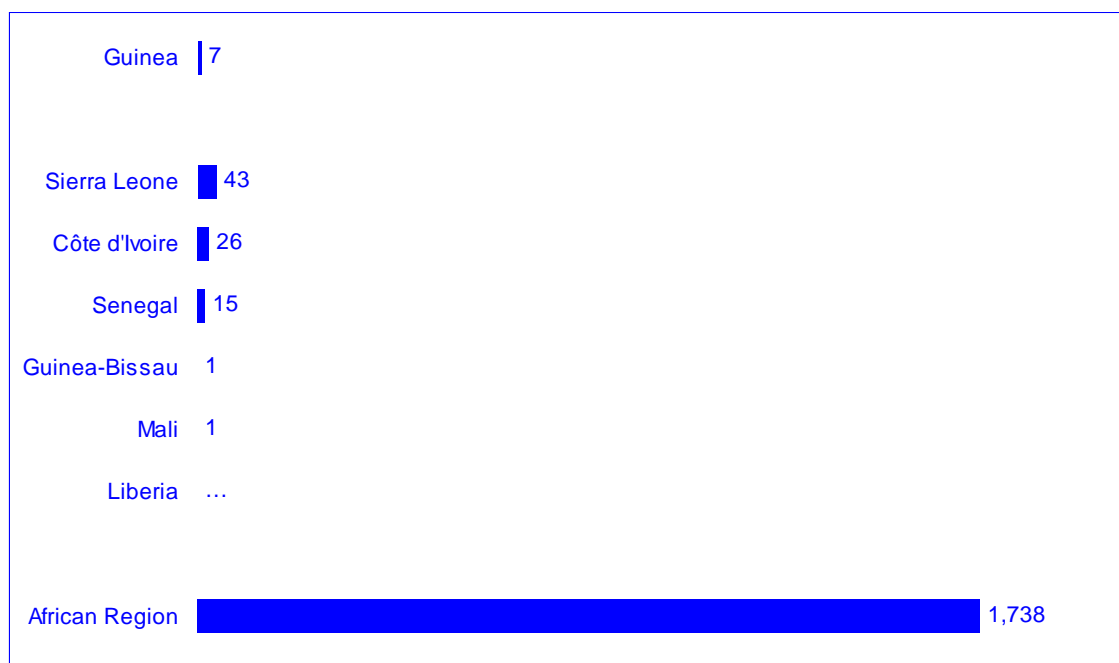 Guinea 7
Sierra Leone 43
Côte d'Ivoire 26
Senegal 15
Guinea-Bissau 1
Mali 1
Liberia …
African Region 1,738